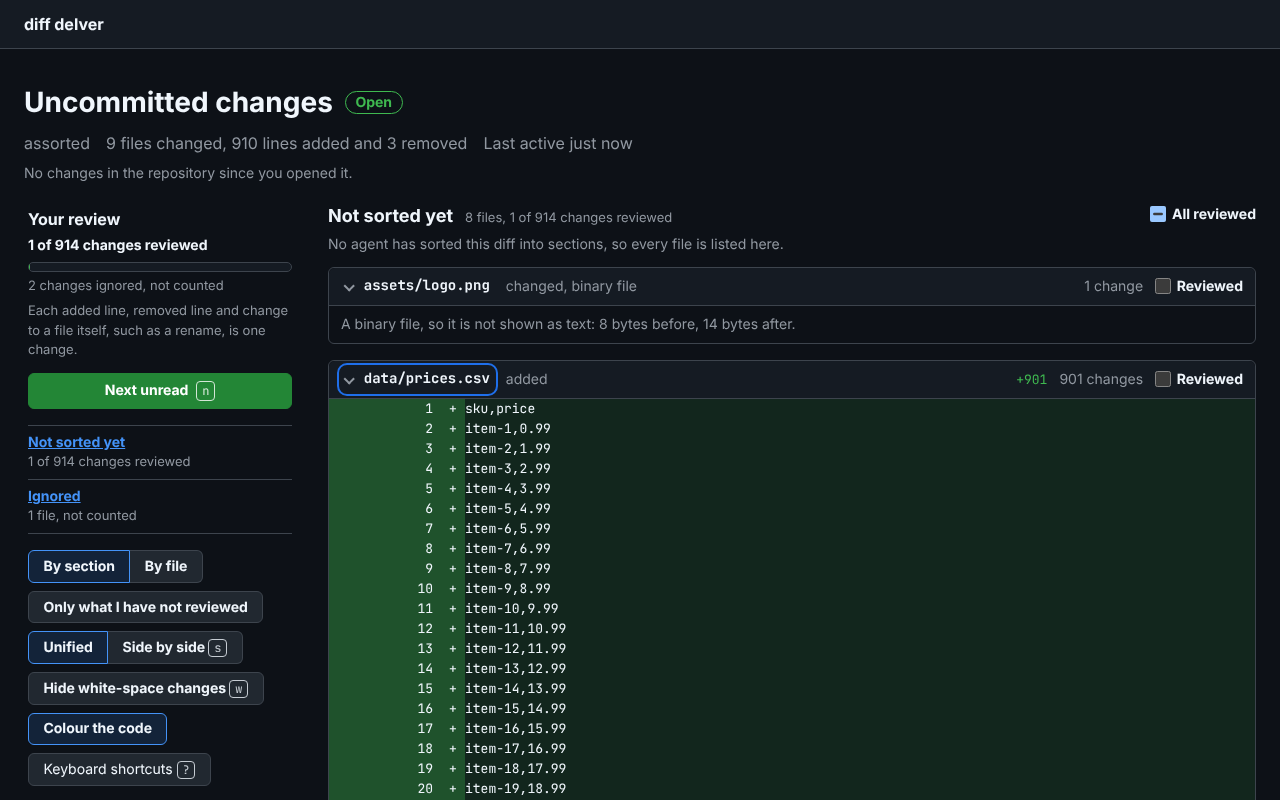 diff delver
Uncommitted changes Open
assorted 9 files changed, 910 lines added and 3 removed Last active just now
No changes in the repository since you opened it.
Your review
1 of 914 changes reviewed
2 changes ignored, not counted
Each added line, removed line and change
to a file itself, such as a rename, is one
change.
Next unread n
Not sorted yet
1 of 914 changes reviewed
Ignored
1 file, not counted
By section By file
Only what I have not reviewed
Unified Side by side s
Hide white-space changes w
Colour the code
Keyboard shortcuts ?
Not sorted yet 8 files, 1 of 914 changes reviewed All reviewed
No agent has sorted this diff into sections, so every file is listed here.
assets/logo.png changed, binary file 1 change Reviewed
A binary file, so it is not shown as text: 8 bytes before, 14 bytes after.
data/prices.csv added +901 901 changes Reviewed
1 + sku,price
2 + item-1,0.99
3 + item-2,1.99
4 + item-3,2.99
5 + item-4,3.99
6 + item-5,4.99
7 + item-6,5.99
8 + item-7,6.99
9 + item-8,7.99
10 + item-9,8.99
11 + item-10,9.99
12 + item-11,10.99
13 + item-12,11.99
14 + item-13,12.99
15 + item-14,13.99
16 + item-15,14.99
17 + item-16,15.99
18 + item-17,16.99
19 + item-18,17.99
20 + item-19,18.99